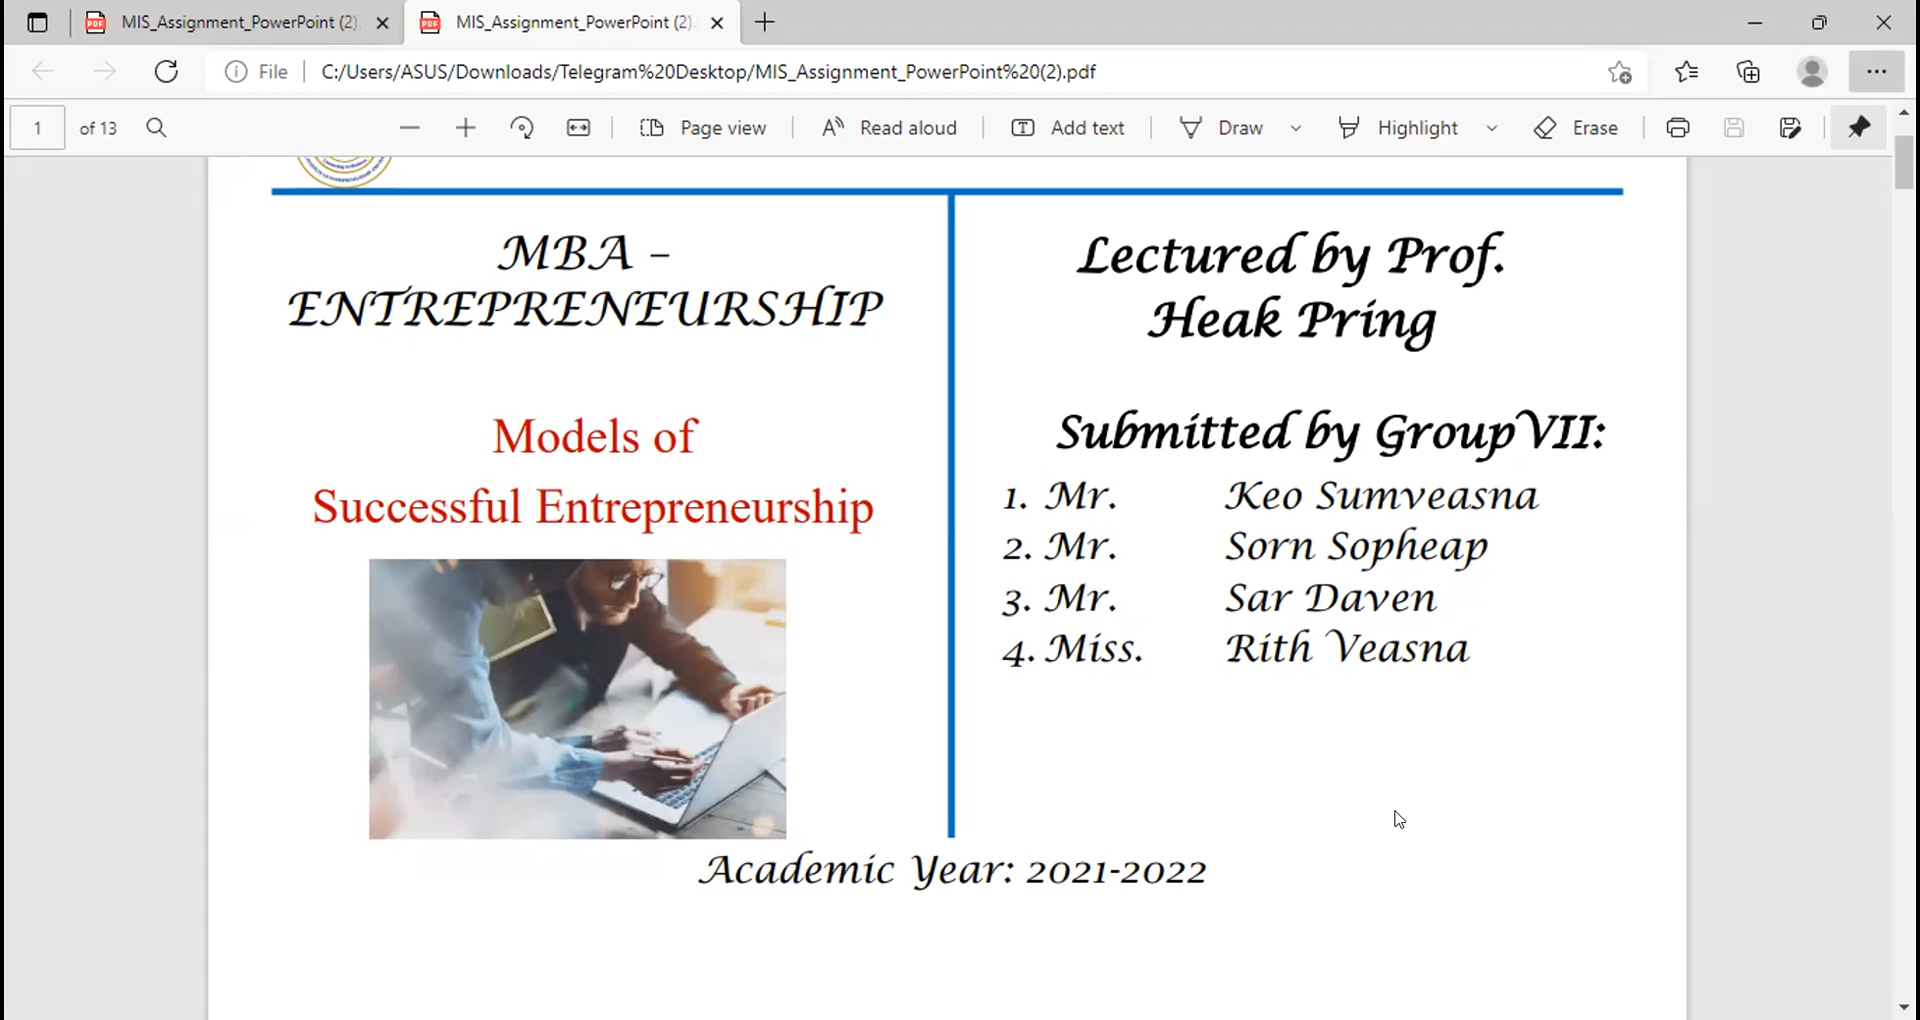 MIS_Assignment_PowerPoint (2)
MIS_Assignment_PowerPoint (2).
File
C:/Users/ASUS/Downloads/Telegram%20Desktop/MIS_Assignment_PowerPoint%20(2).pdf
1 of 13
Page view
Read aloud
Add text
Draw
Highlight
Erase
MBA –
ENTREPRENEURSHIP
Models of
Successful Entrepreneurship
Lectured by Prof.
Heak Pring
Submitted by GroupVII:
1. Mr. Keo Sumveasna
2. Mr. Sorn Sopheap
3. Mr. Sar Daven
4. Miss. Rith Veasna
Academic Year: 2021-2022